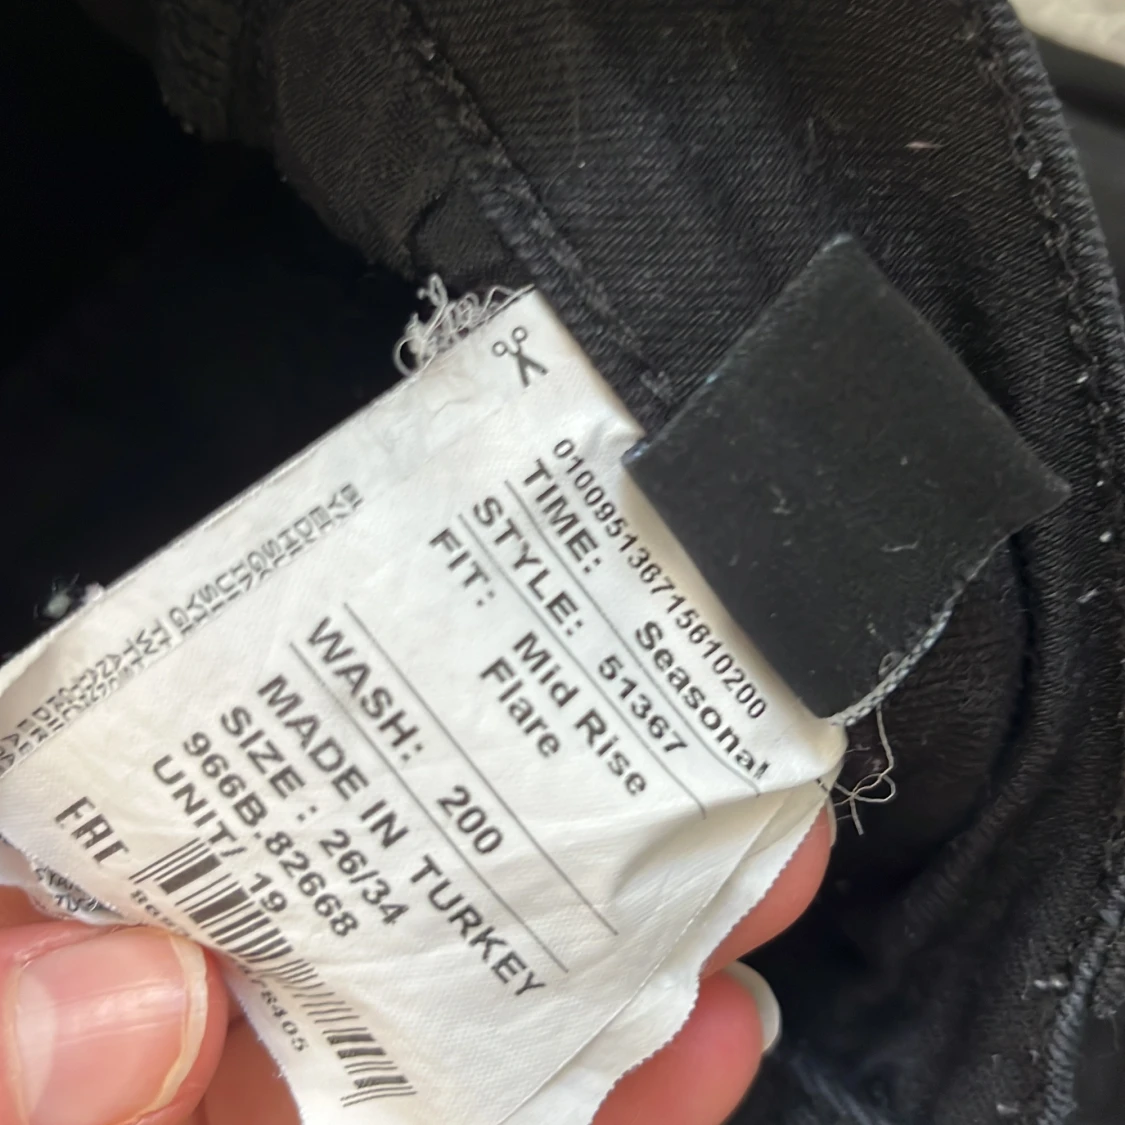 010095136715610200
TIME: Seasonal
STYLE: 51367
FIT: Mid Rise
Flare
WASH: 200
MADE IN TURKEY
SIZE : 26/34
966B.82668
UNIT/ 19
EAC